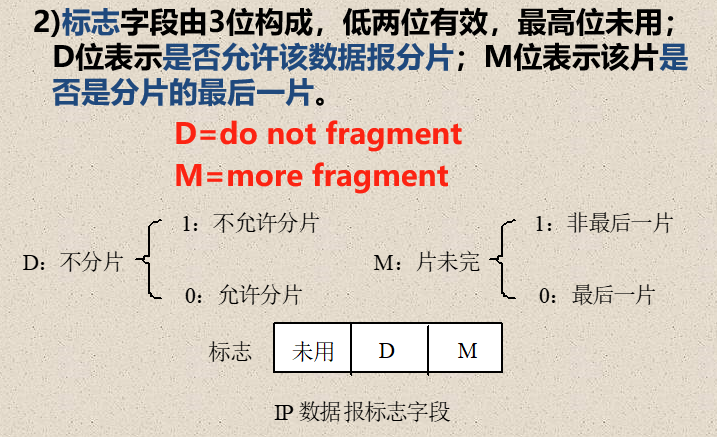 2)标志字段由3位构成，低两位有效，最高位未用；
D位表示是否允许该数据报分片；M位表示该片是
否是分片的最后一片。
D=do not fragment
M=more fragment
1：不允许分片
1：非最后一片
D：不分片
M：片未完
0：允许分片
0：最后一片
标志 未用 D M
IP 数据报标志字段